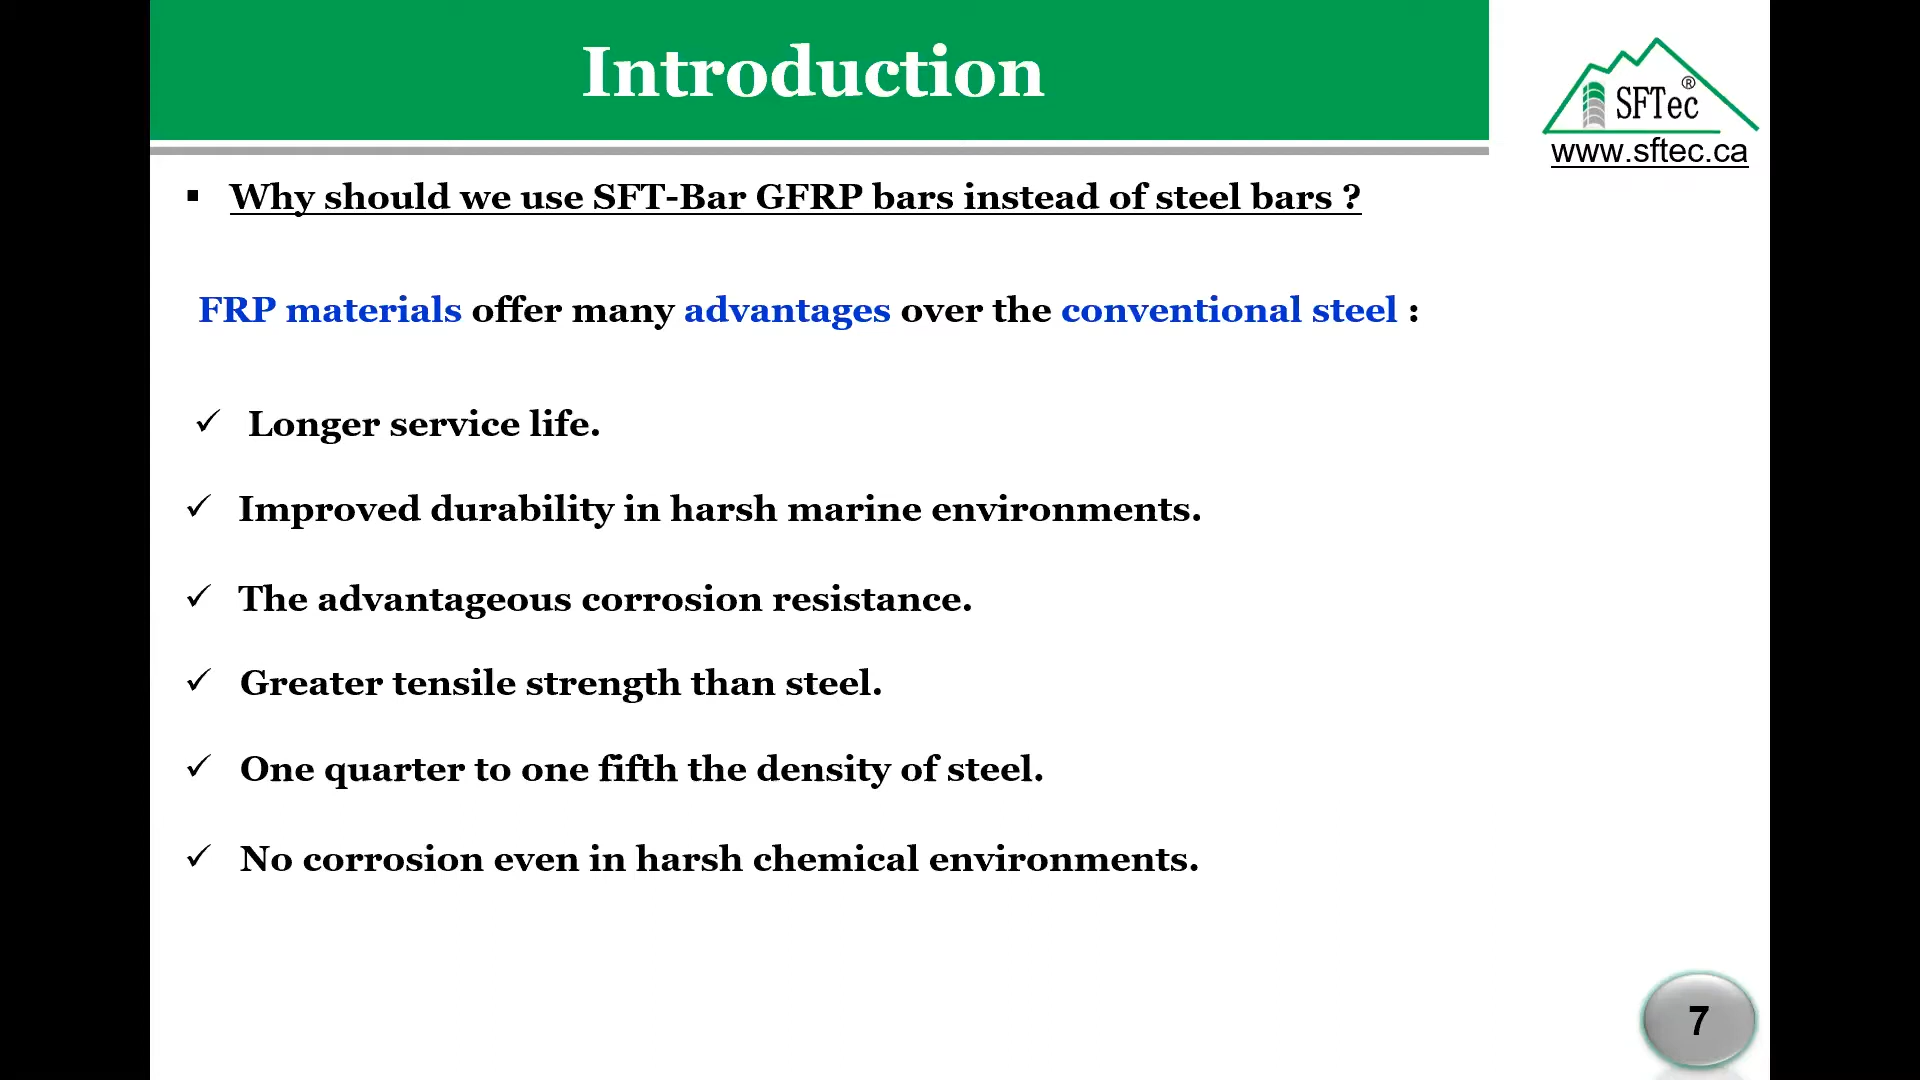 Introduction
SFTec®
www.sftec.ca
▪ Why should we use SFT-Bar GFRP bars instead of steel bars ?
FRP materials offer many advantages over the conventional steel :
✓ Longer service life.
✓ Improved durability in harsh marine environments.
✓ The advantageous corrosion resistance.
✓ Greater tensile strength than steel.
✓ One quarter to one fifth the density of steel.
✓ No corrosion even in harsh chemical environments.
7